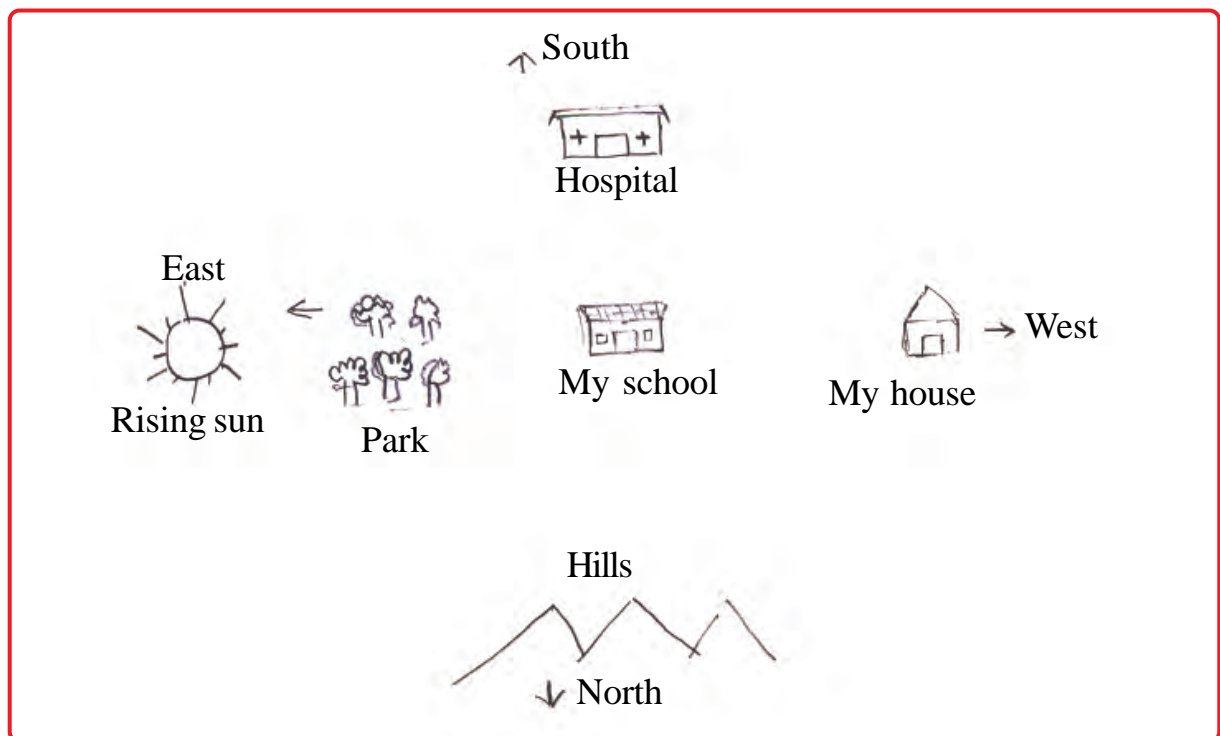 South
Hospital
East
West
My school
My house
Rising sun
Park
Hills
North